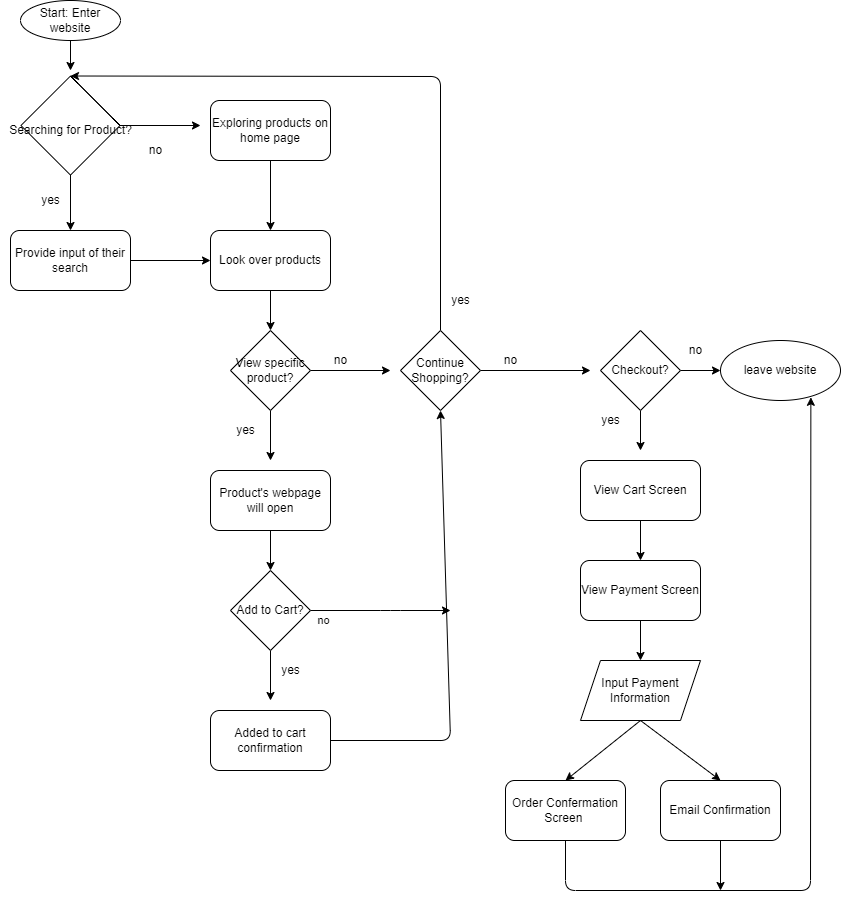 Start: Enter
website
Searching for Product?
no
Exploring products on
home page
yes
Provide input of their
search
Look over products
yes
View specific
product?
no
Continue
Shopping?
no
Checkout?
no
leave website
yes
yes
Product's webpage
will open
View Cart Screen
View Payment Screen
Add to Cart?
no
yes
Input Payment
Information
Added to cart
confirmation
Order Confermation
Screen
Email Confirmation